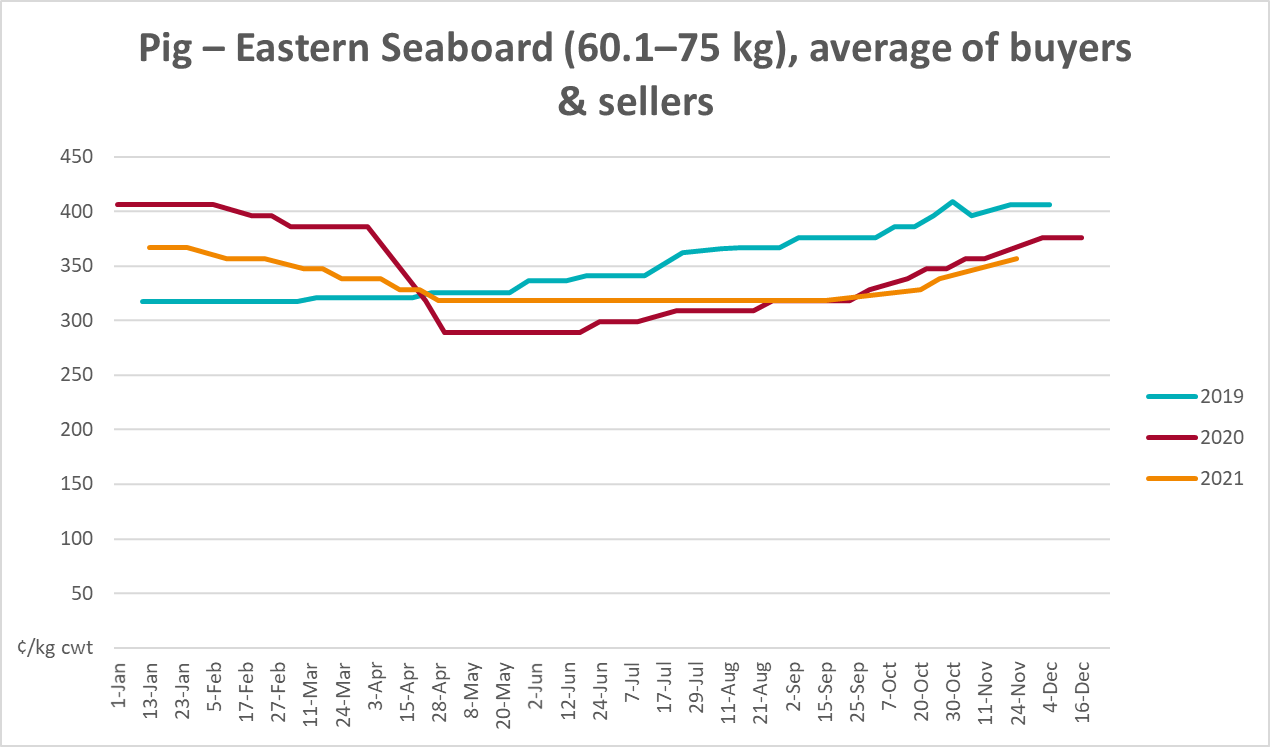 Pig – Eastern Seaboard (60.1–75 kg), average of buyers
& sellers
450
400
350
300
250
200
150
100
50
¢/kg cwt
1-Jan
13-Jan
23-Jan
5-Feb
17-Feb
27-Feb
11-Mar
24-Mar
3-Apr
15-Apr
28-Apr
8-May
20-May
2-Jun
12-Jun
24-Jun
7-Jul
17-Jul
29-Jul
11-Aug
21-Aug
2-Sep
15-Sep
25-Sep
7-Oct
20-Oct
30-Oct
11-Nov
24-Nov
4-Dec
16-Dec
2019
2020
2021